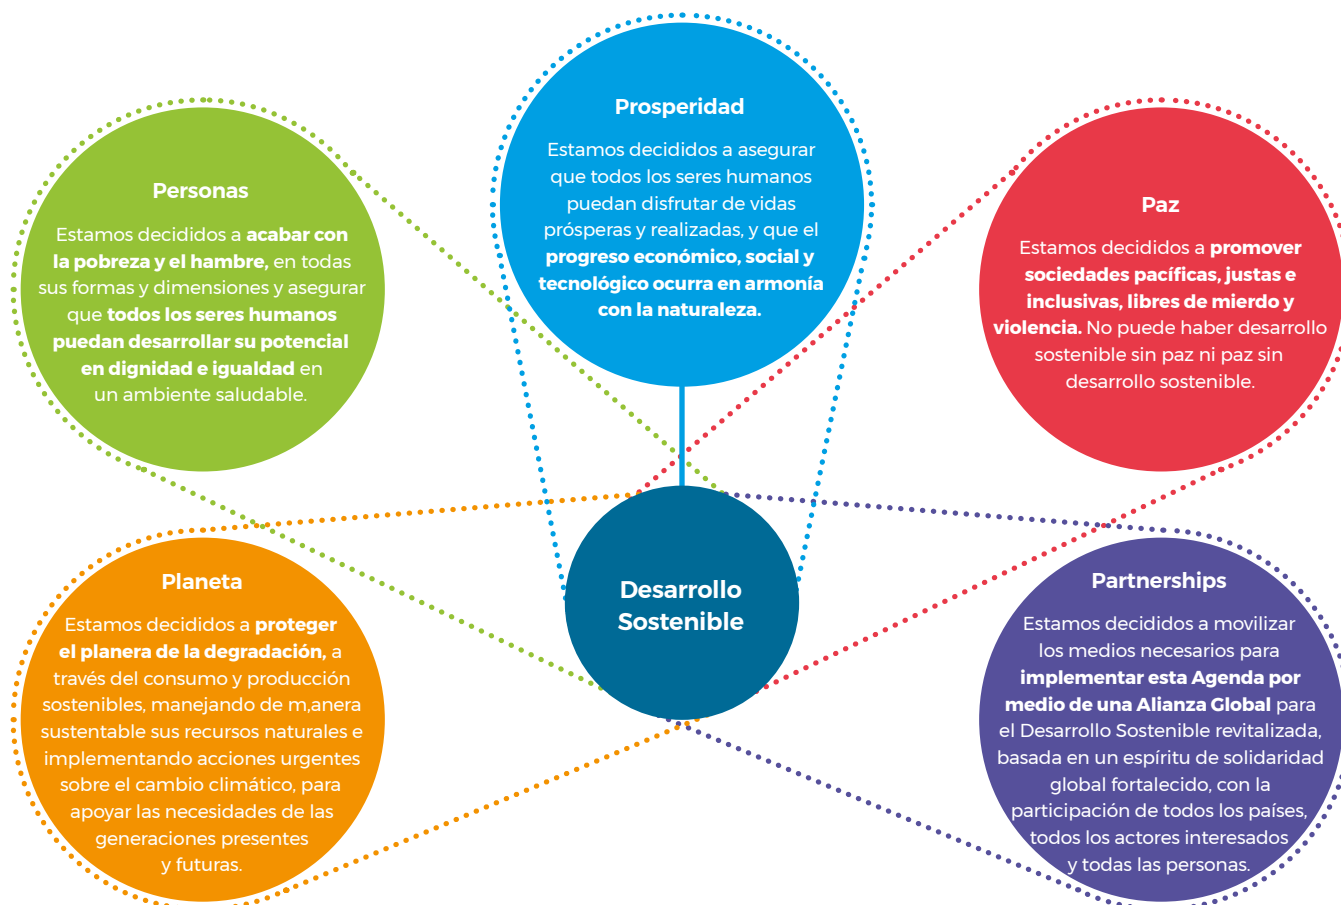 Prosperidad
Estamos decididos a asegurar
que todos los seres humanos
puedan disfrutar de vidas
prósperas y realizadas, y que el
progreso económico, social y
tecnológico ocurra en armonía
con la naturaleza.
Personas
Estamos decididos a acabar con
la pobreza y el hambre, en todas
sus formas y dimensiones y asegurar
que todos los seres humanos
puedan desarrollar su potencial
en dignidad e igualdad en
un ambiente saludable.
Paz
Estamos decididos a promover
sociedades pacíficas, justas e
inclusivas, libres de mierdo y
violencia. No puede haber desarrollo
sostenible sin paz ni paz sin
desarrollo sostenible.
Desarrollo
Sostenible
Planeta
Estamos decididos a proteger
el planera de la degradación, a
través del consumo y producción
sostenibles, manejando de m,anera
sustentable sus recursos naturales e
implementando acciones urgentes
sobre el cambio climático, para
apoyar las necesidades de las
generaciones presentes
y futuras.
Partnerships
Estamos decididos a movilizar
los medios necesarios para
implementar esta Agenda por
medio de una Alianza Global para
el Desarrollo Sostenible revitalizada,
basada en un espíritu de solidaridad
global fortalecido, con la
participación de todos los países,
todos los actores interesados
y todas las personas.